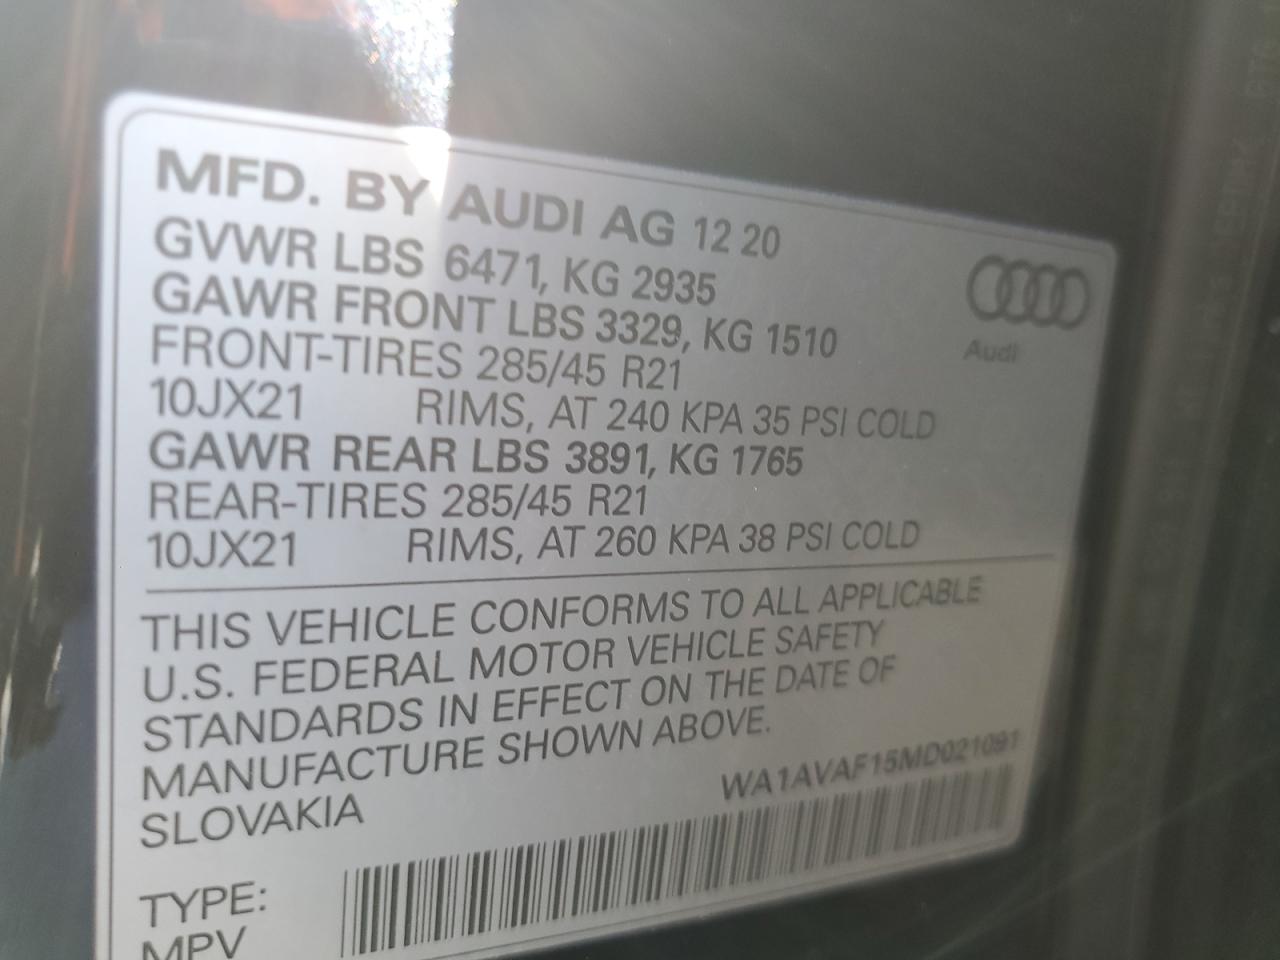 MFD. BY AUDI AG 12 20
GVWR LBS 6471, KG 2935
GAWR FRONT LBS 3329, KG 1510
FRONT-TIRES 285/45 R21
10JX21 RIMS, AT 240 KPA 35 PSI COLD
GAWR REAR LBS 3891, KG 1765
REAR-TIRES 285/45 R21
10JX21 RIMS, AT 260 KPA 38 PSI COLD
Audi
THIS VEHICLE CONFORMS TO ALL APPLICABLE
U.S. FEDERAL MOTOR VEHICLE SAFETY
STANDARDS IN EFFECT ON THE DATE OF
MANUFACTURE SHOWN ABOVE.
SLOVAKIA
WA1AVAF15MD021091
TYPE:
MPV